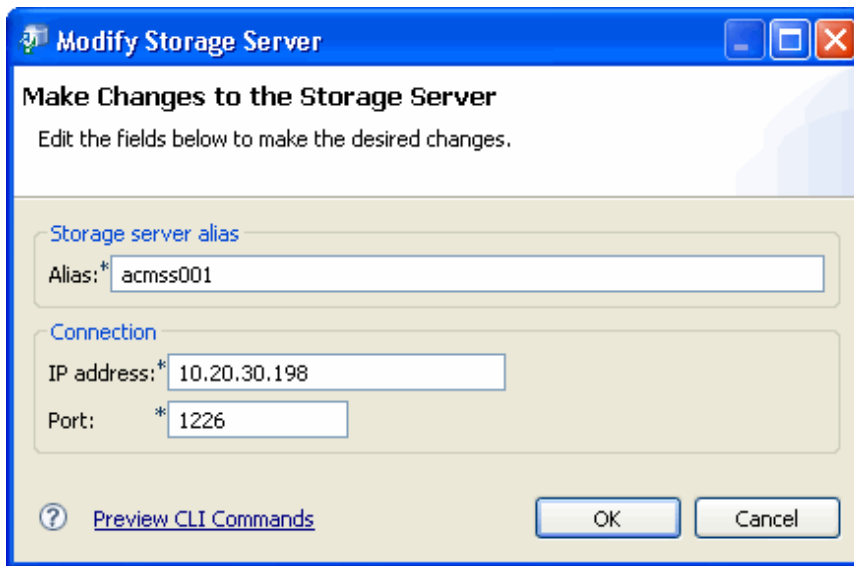 Modify Storage Server
Make Changes to the Storage Server
Edit the fields below to make the desired changes.
Storage server alias
Alias:* acmss001
Connection
IP address:* 10.20.30.198
Port: * 1226
? Preview CLI Commands OK Cancel